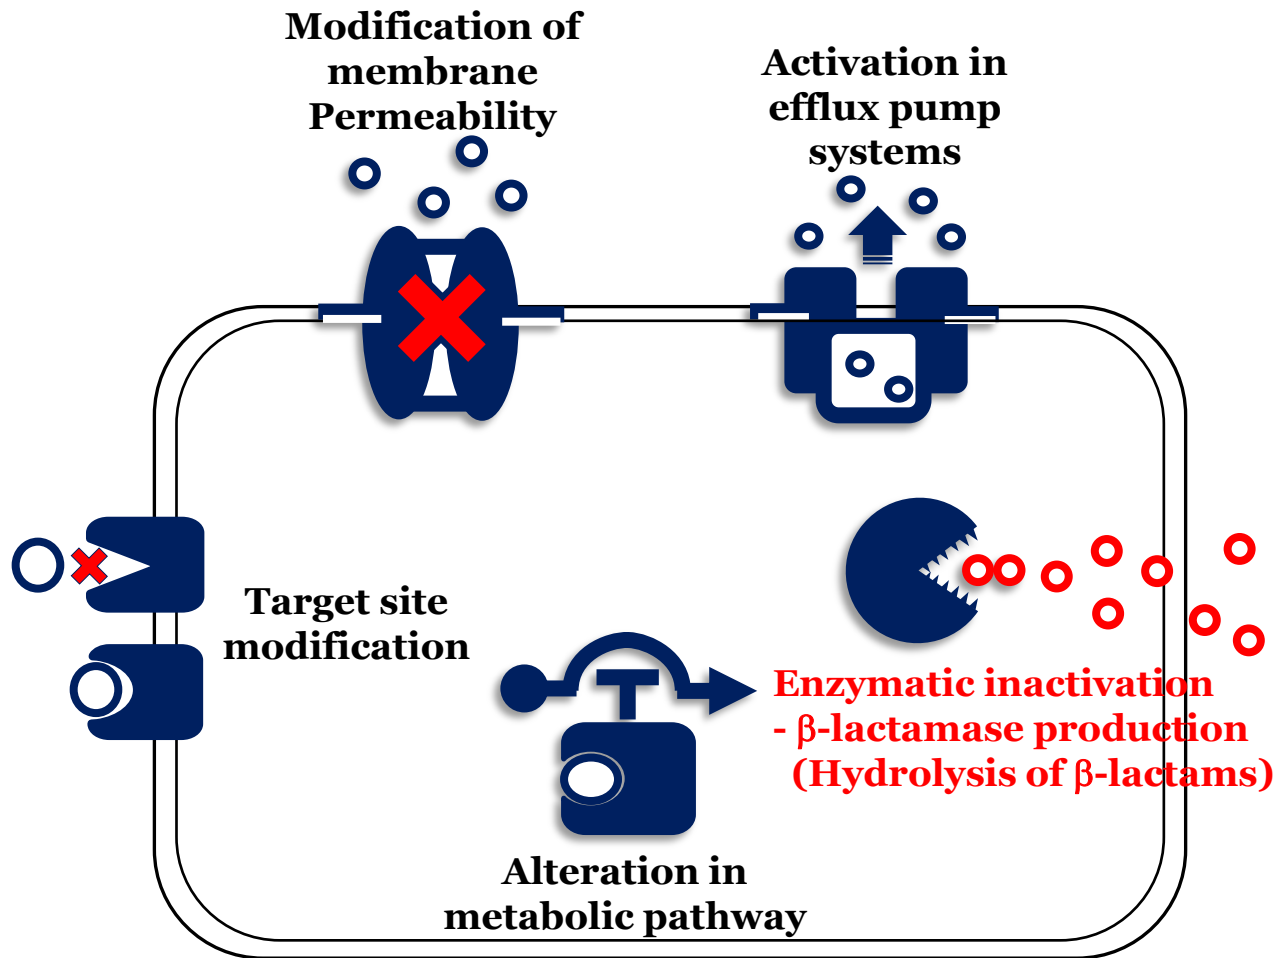 Modification of
membrane
Permeability
Activation in
efflux pump
systems
Target site
modification
Enzymatic inactivation
- β-lactamase production
(Hydrolysis of β-lactams)
Alteration in
metabolic pathway